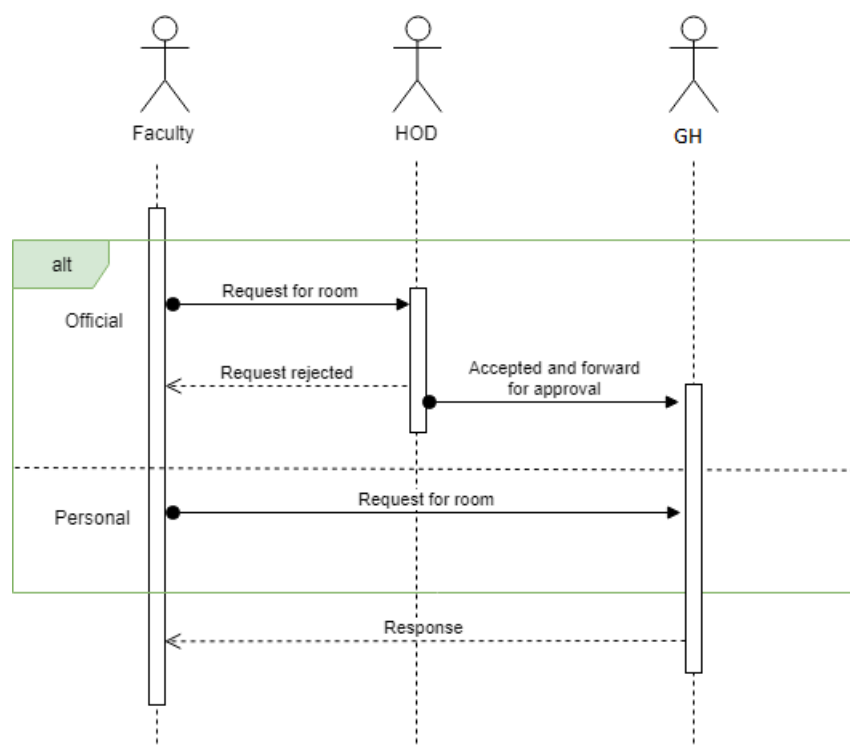 Faculty
HOD
GH
alt
Request for room
Official
Request rejected
Accepted and forward
for approval
Request for room
Personal
Response